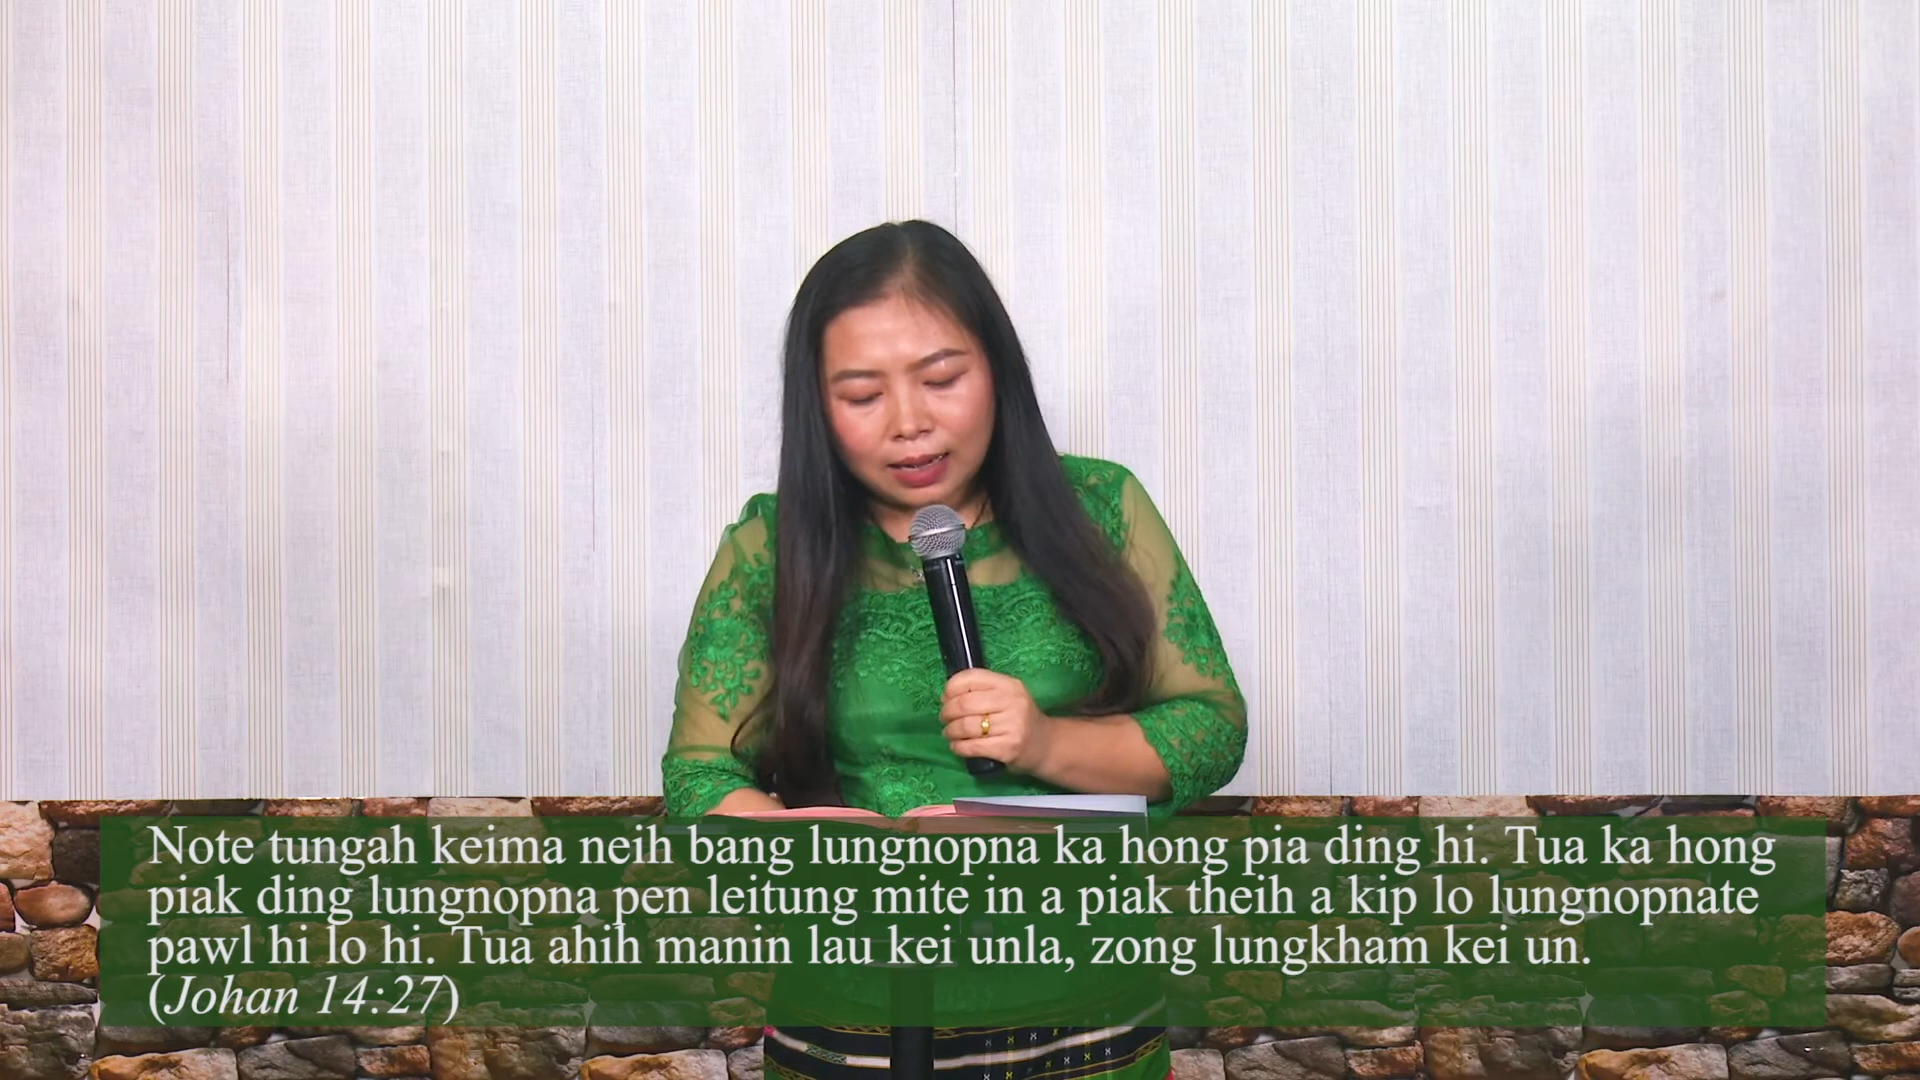 Note tungah keima neih bang lungnopna ka hong pia ding hi. Tua ka hong
piak ding lungnopna pen leitung mite in a piak theih a kip lo lungnopnate
pawl hi lo hi. Tua ahih manin lau kei unla, zong lungkham kei un.
(Johan 14:27)